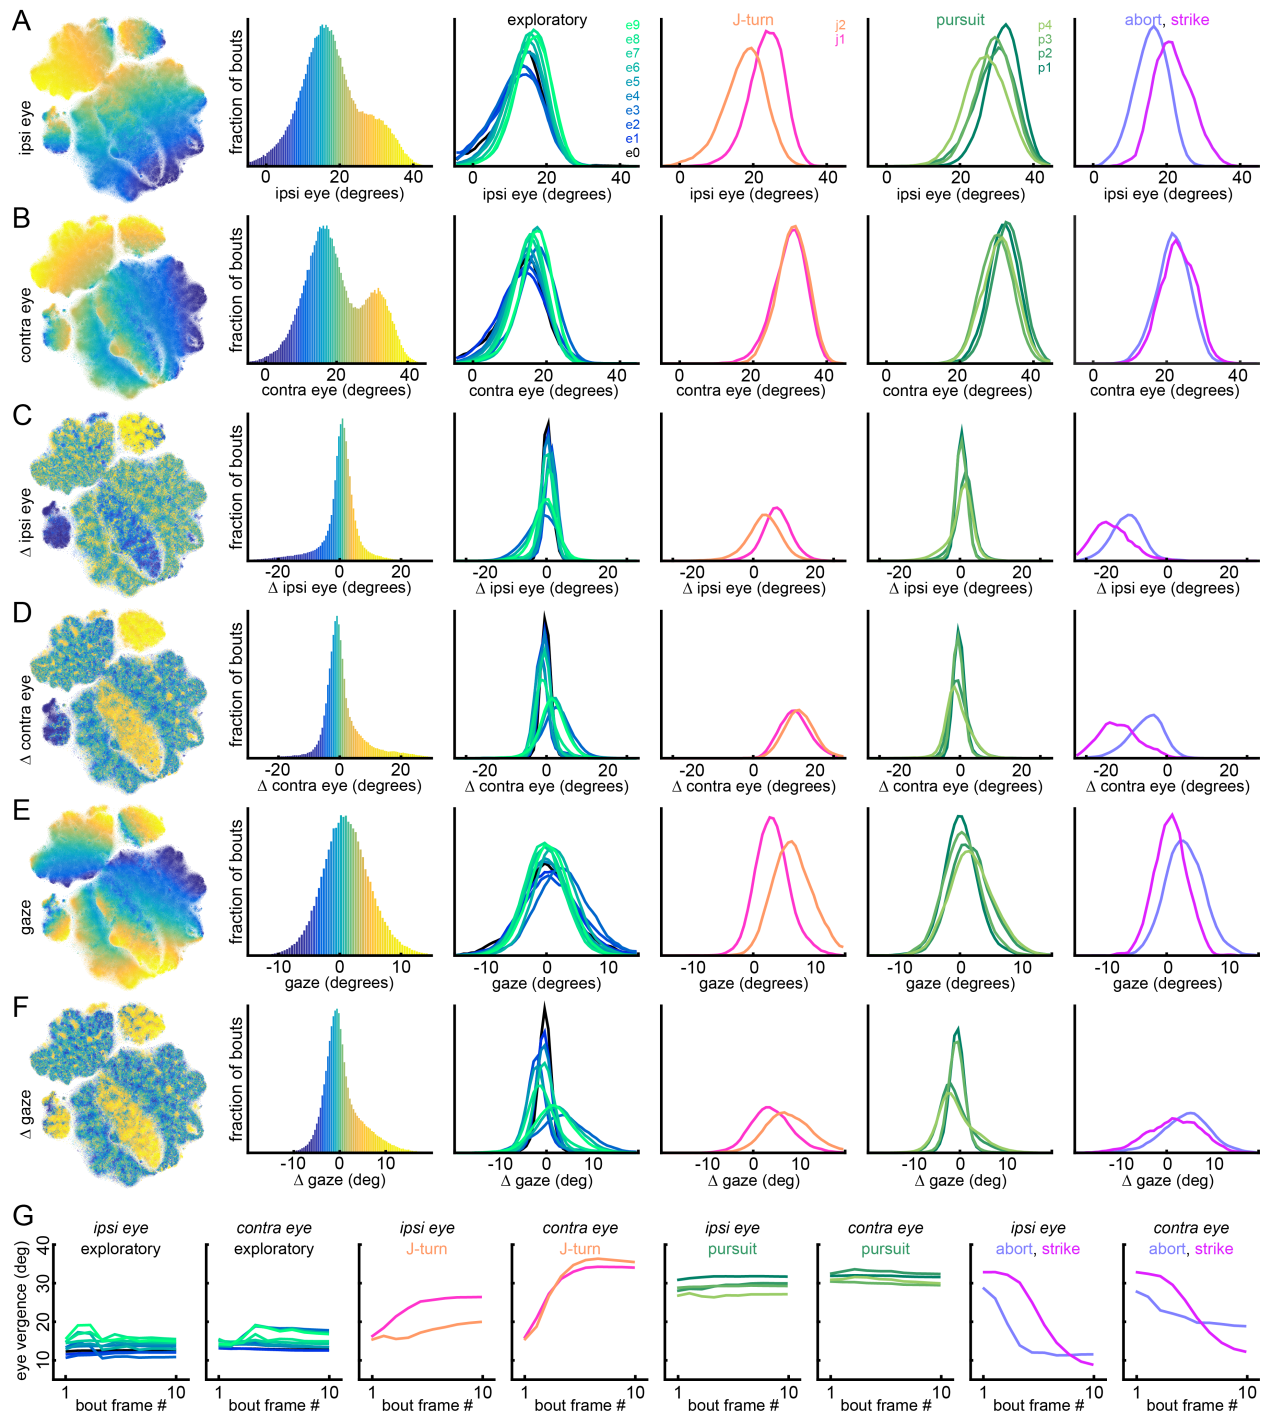 A
ipsi eye
fraction of bouts
0 20 40
ipsi eye (degrees)
exploratory
e9
e8
e7
e6
e5
e4
e3
e2
e1
e0
0 20 40
ipsi eye (degrees)
J-turn
j2
j1
0 20 40
ipsi eye (degrees)
pursuit
p4
p3
p2
p1
0 20 40
ipsi eye (degrees)
abort, strike
0 20 40
ipsi eye (degrees)
B
contra eye
fraction of bouts
0 20 40
contra eye (degrees)
0 20 40
contra eye (degrees)
0 20 40
contra eye (degrees)
0 20 40
contra eye (degrees)
0 20 40
contra eye (degrees)
C
Δ ipsi eye
fraction of bouts
-20 0 20
Δ ipsi eye (degrees)
-20 0 20
Δ ipsi eye (degrees)
-20 0 20
Δ ipsi eye (degrees)
-20 0 20
Δ ipsi eye (degrees)
-20 0 20
Δ ipsi eye (degrees)
D
Δ contra eye
fraction of bouts
-20 0 20
Δ contra eye (degrees)
-20 0 20
Δ contra eye (degrees)
-20 0 20
Δ contra eye (degrees)
-20 0 20
Δ contra eye (degrees)
-20 0 20
Δ contra eye (degrees)
E
gaze
fraction of bouts
-10 0 10
gaze (degrees)
-10 0 10
gaze (degrees)
-10 0 10
gaze (degrees)
-10 0 10
gaze (degrees)
-10 0 10
gaze (degrees)
F
Δ gaze
fraction of bouts
-10 0 10
Δ gaze (deg)
-10 0 10
Δ gaze (deg)
-10 0 10
Δ gaze (deg)
-10 0 10
Δ gaze (deg)
-10 0 10
Δ gaze (deg)
G
eye vergence (deg)
10 20 30 40
ipsi eye
exploratory
1 10
bout frame #
contra eye
exploratory
1 10
bout frame #
ipsi eye
J-turn
1 10
bout frame #
contra eye
J-turn
1 10
bout frame #
ipsi eye
pursuit
1 10
bout frame #
contra eye
pursuit
1 10
bout frame #
ipsi eye
abort, strike
1 10
bout frame #
contra eye
abort, strike
1 10
bout frame #